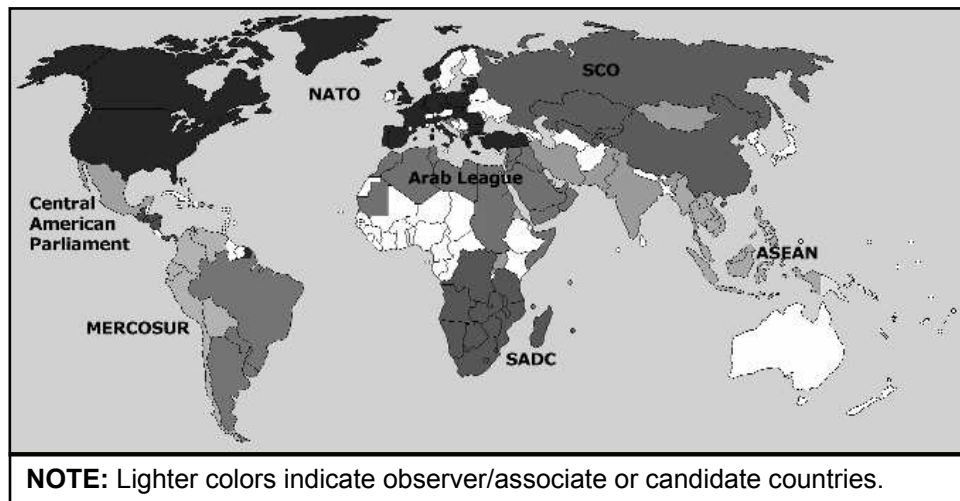 SCO
NATO
Arab League
Central
American
Parliament
ASEAN
MERCOSUR
SADC
NOTE: Lighter colors indicate observer/associate or candidate countries.